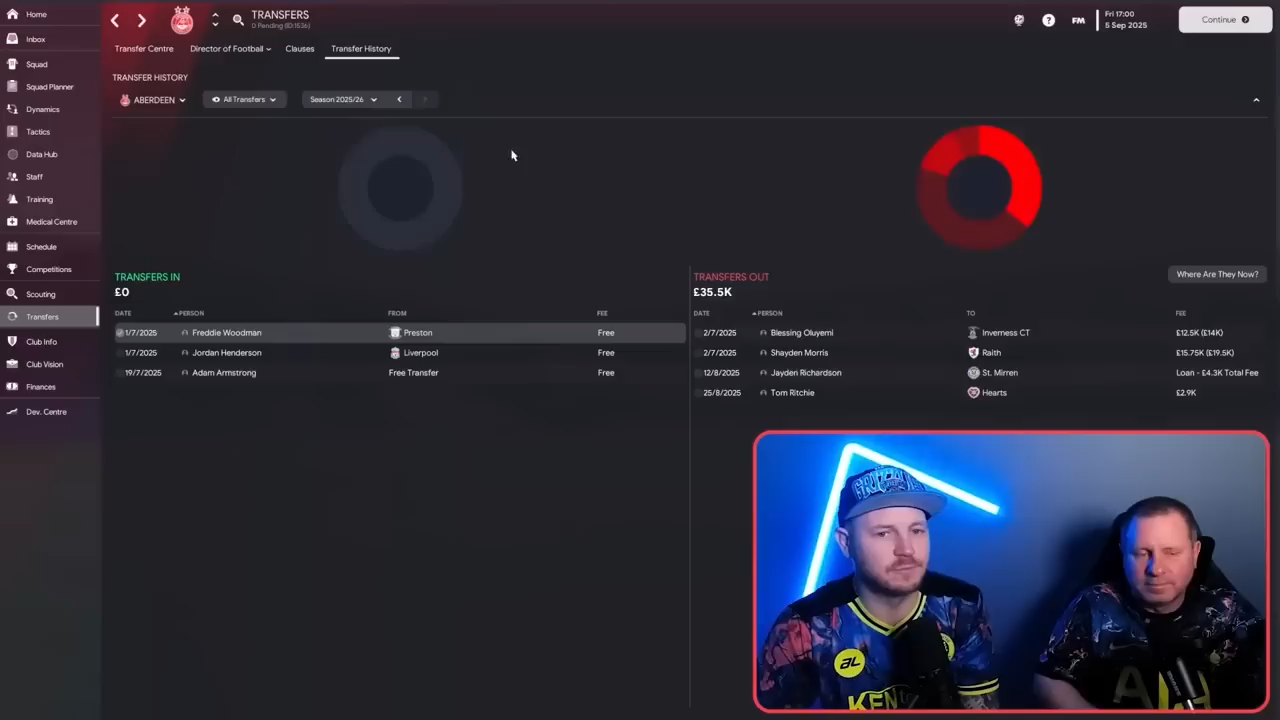 Home
Inbox
Squad
Squad Planner
Dynamics
Tactics
Data Hub
Staff
Training
Medical Centre
Schedule
Competitions
Scouting
Transfers
Club Info
Club Vision
Finances
Dev. Centre
TRANSFERS
0 Pending (ID:1536)
FM
Fri 17:00
5 Sep 2025
Continue
Transfer Centre Director of Football Clauses Transfer History
TRANSFER HISTORY
ABERDEEN All Transfers Season 2025/26
TRANSFERS IN
£0
DATE PERSON FROM FEE
1/7/2025 Freddie Woodman Preston Free
1/7/2025 Jordan Henderson Liverpool Free
19/7/2025 Adam Armstrong Free Transfer Free
TRANSFERS OUT
£35.5K
Where Are They Now?
DATE PERSON TO FEE
2/7/2025 Blessing Oluyemi Inverness CT £12.5K (£14K)
2/7/2025 Shayden Morris Raith £15.75K (£19.5K)
12/8/2025 Jayden Richardson St. Mirren Loan - £4.3K Total Fee
25/8/2025 Tom Ritchie Hearts £2.9K